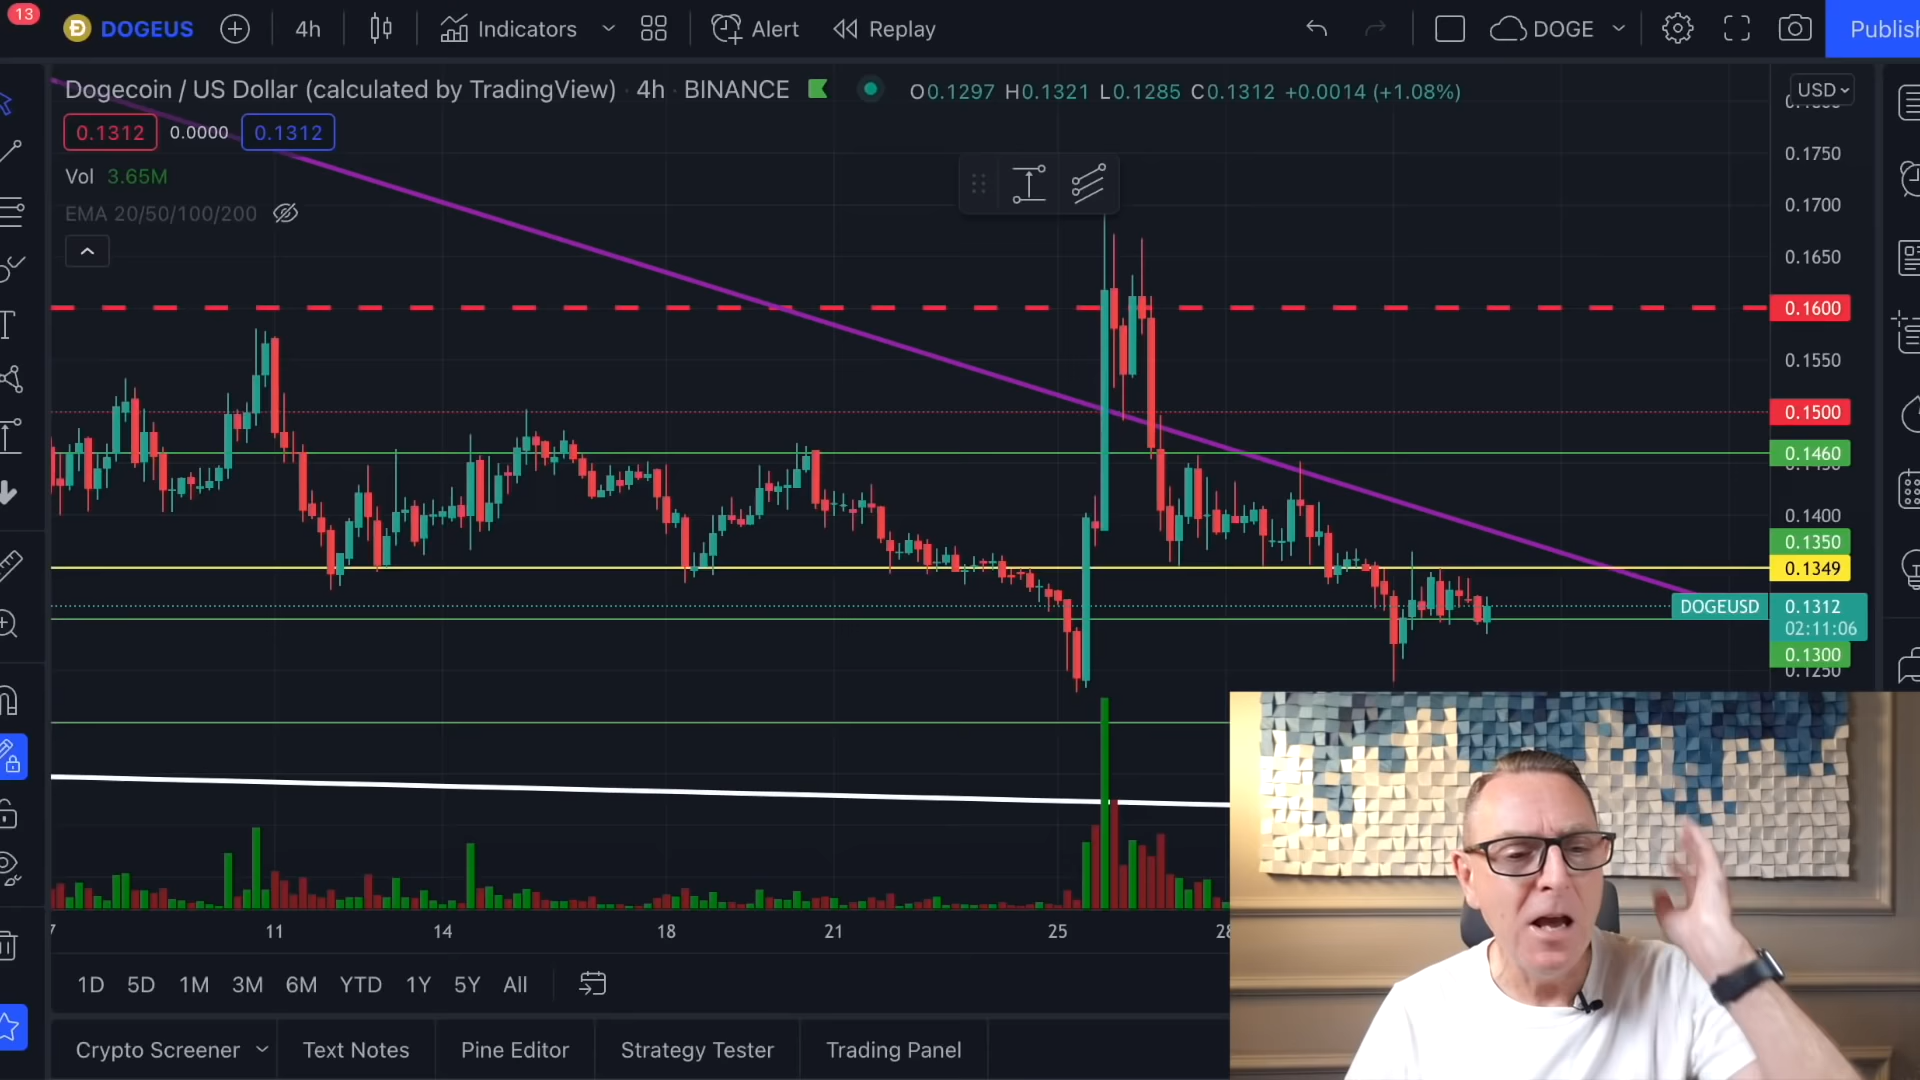 13
DOGEUS
4h
Indicators
Alert
Replay
DOGE
Publish
Dogecoin / US Dollar (calculated by TradingView) · 4h · BINANCE
O0.1297 H0.1321 L0.1285 C0.1312 +0.0014 (+1.08%)
USD
0.1312 0.0000 0.1312
Vol 3.65M
EMA 20/50/100/200
0.1750
0.1700
0.1650
0.1600
0.1550
0.1500
0.1460
0.1400
0.1350
0.1349
DOGEUSD 0.1312
02:11:06
0.1300
0.1250
11 14 18 21 25
1D 5D 1M 3M 6M YTD 1Y 5Y All
Crypto Screener Text Notes Pine Editor Strategy Tester Trading Panel